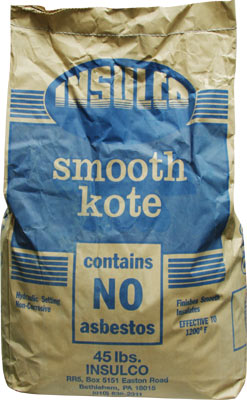 INSULCO
smooth
kote
contains
NO
asbestos
Hydraulic Setting
Non-Corrosive
Finishes Smooth
Insulates
EFFECTIVE TO
1200° F
45 lbs.
INSULCO
RR5, Box 5151 Easton Road
Bethlehem, PA 18015